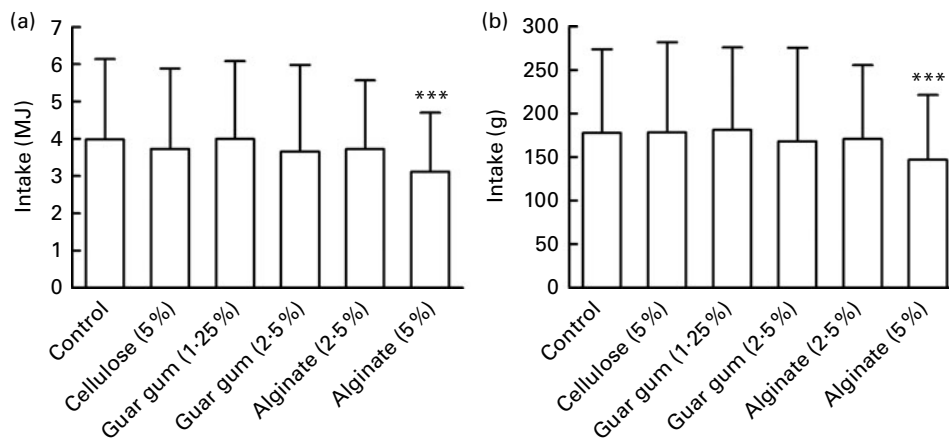 (a)
7
6
5
4
3
2
1
0
Intake (MJ)
***
Control
Cellulose (5 %)
Guar gum (1·25 %)
Guar gum (2·5 %)
Alginate (2·5 %)
Alginate (5 %)
(b)
300
250
200
150
100
50
0
Intake (g)
***
Control
Cellulose (5 %)
Guar gum (1·25 %)
Guar gum (2·5 %)
Alginate (2·5 %)
Alginate (5 %)